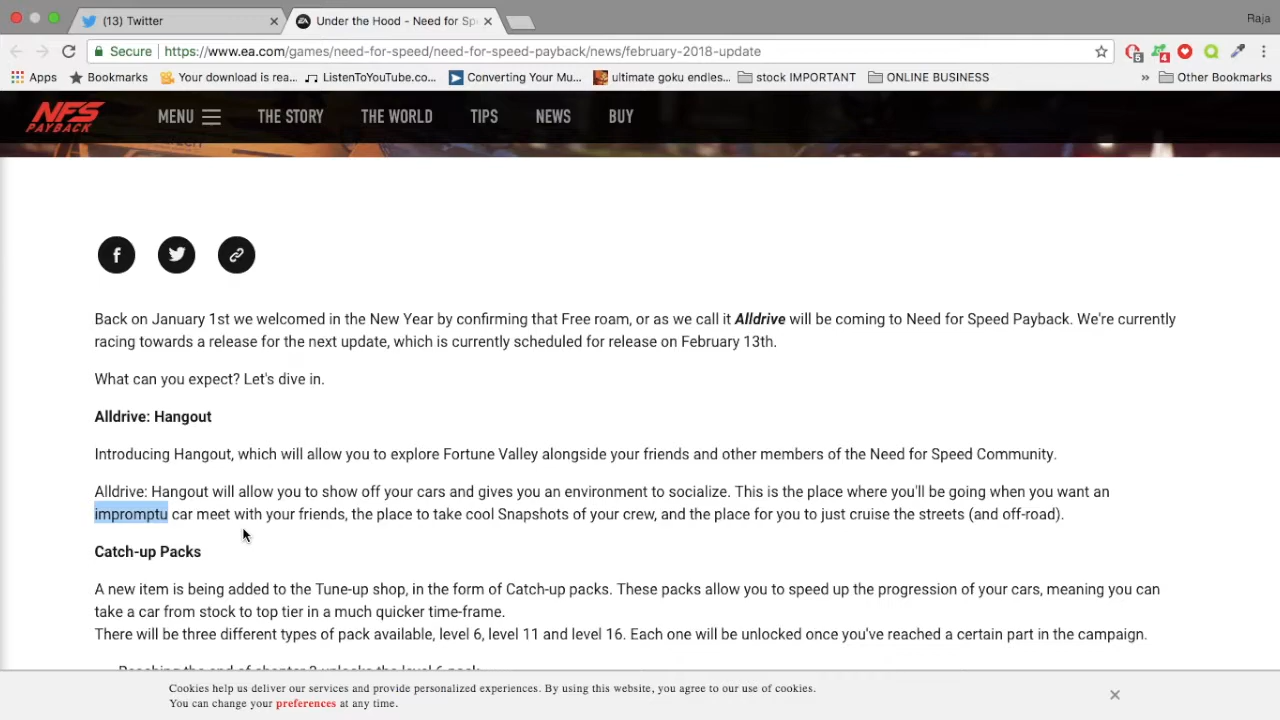 (13) Twitter
Under the Hood - Need for Sp
Raja
Secure https://www.ea.com/games/need-for-speed/need-for-speed-payback/news/february-2018-update
5
4
Apps Bookmarks Your download is rea... ListenToYouTube.co... Converting Your Mu... ultimate goku endles... stock IMPORTANT ONLINE BUSINESS » Other Bookmarks
NFS
PAYBACK
MENU THE STORY THE WORLD TIPS NEWS BUY
Back on January 1st we welcomed in the New Year by confirming that Free roam, or as we call it Alldrive will be coming to Need for Speed Payback. We're currently
racing towards a release for the next update, which is currently scheduled for release on February 13th.
What can you expect? Let's dive in.
Alldrive: Hangout
Introducing Hangout, which will allow you to explore Fortune Valley alongside your friends and other members of the Need for Speed Community.
Alldrive: Hangout will allow you to show off your cars and gives you an environment to socialize. This is the place where you'll be going when you want an
impromptu car meet with your friends, the place to take cool Snapshots of your crew, and the place for you to just cruise the streets (and off-road).
Catch-up Packs
A new item is being added to the Tune-up shop, in the form of Catch-up packs. These packs allow you to speed up the progression of your cars, meaning you can
take a car from stock to top tier in a much quicker time-frame.
There will be three different types of pack available, level 6, level 11 and level 16. Each one will be unlocked once you've reached a certain part in the campaign.
Cookies help us deliver our services and provide personalized experiences. By using this website, you agree to our use of cookies.
You can change your preferences at any time.